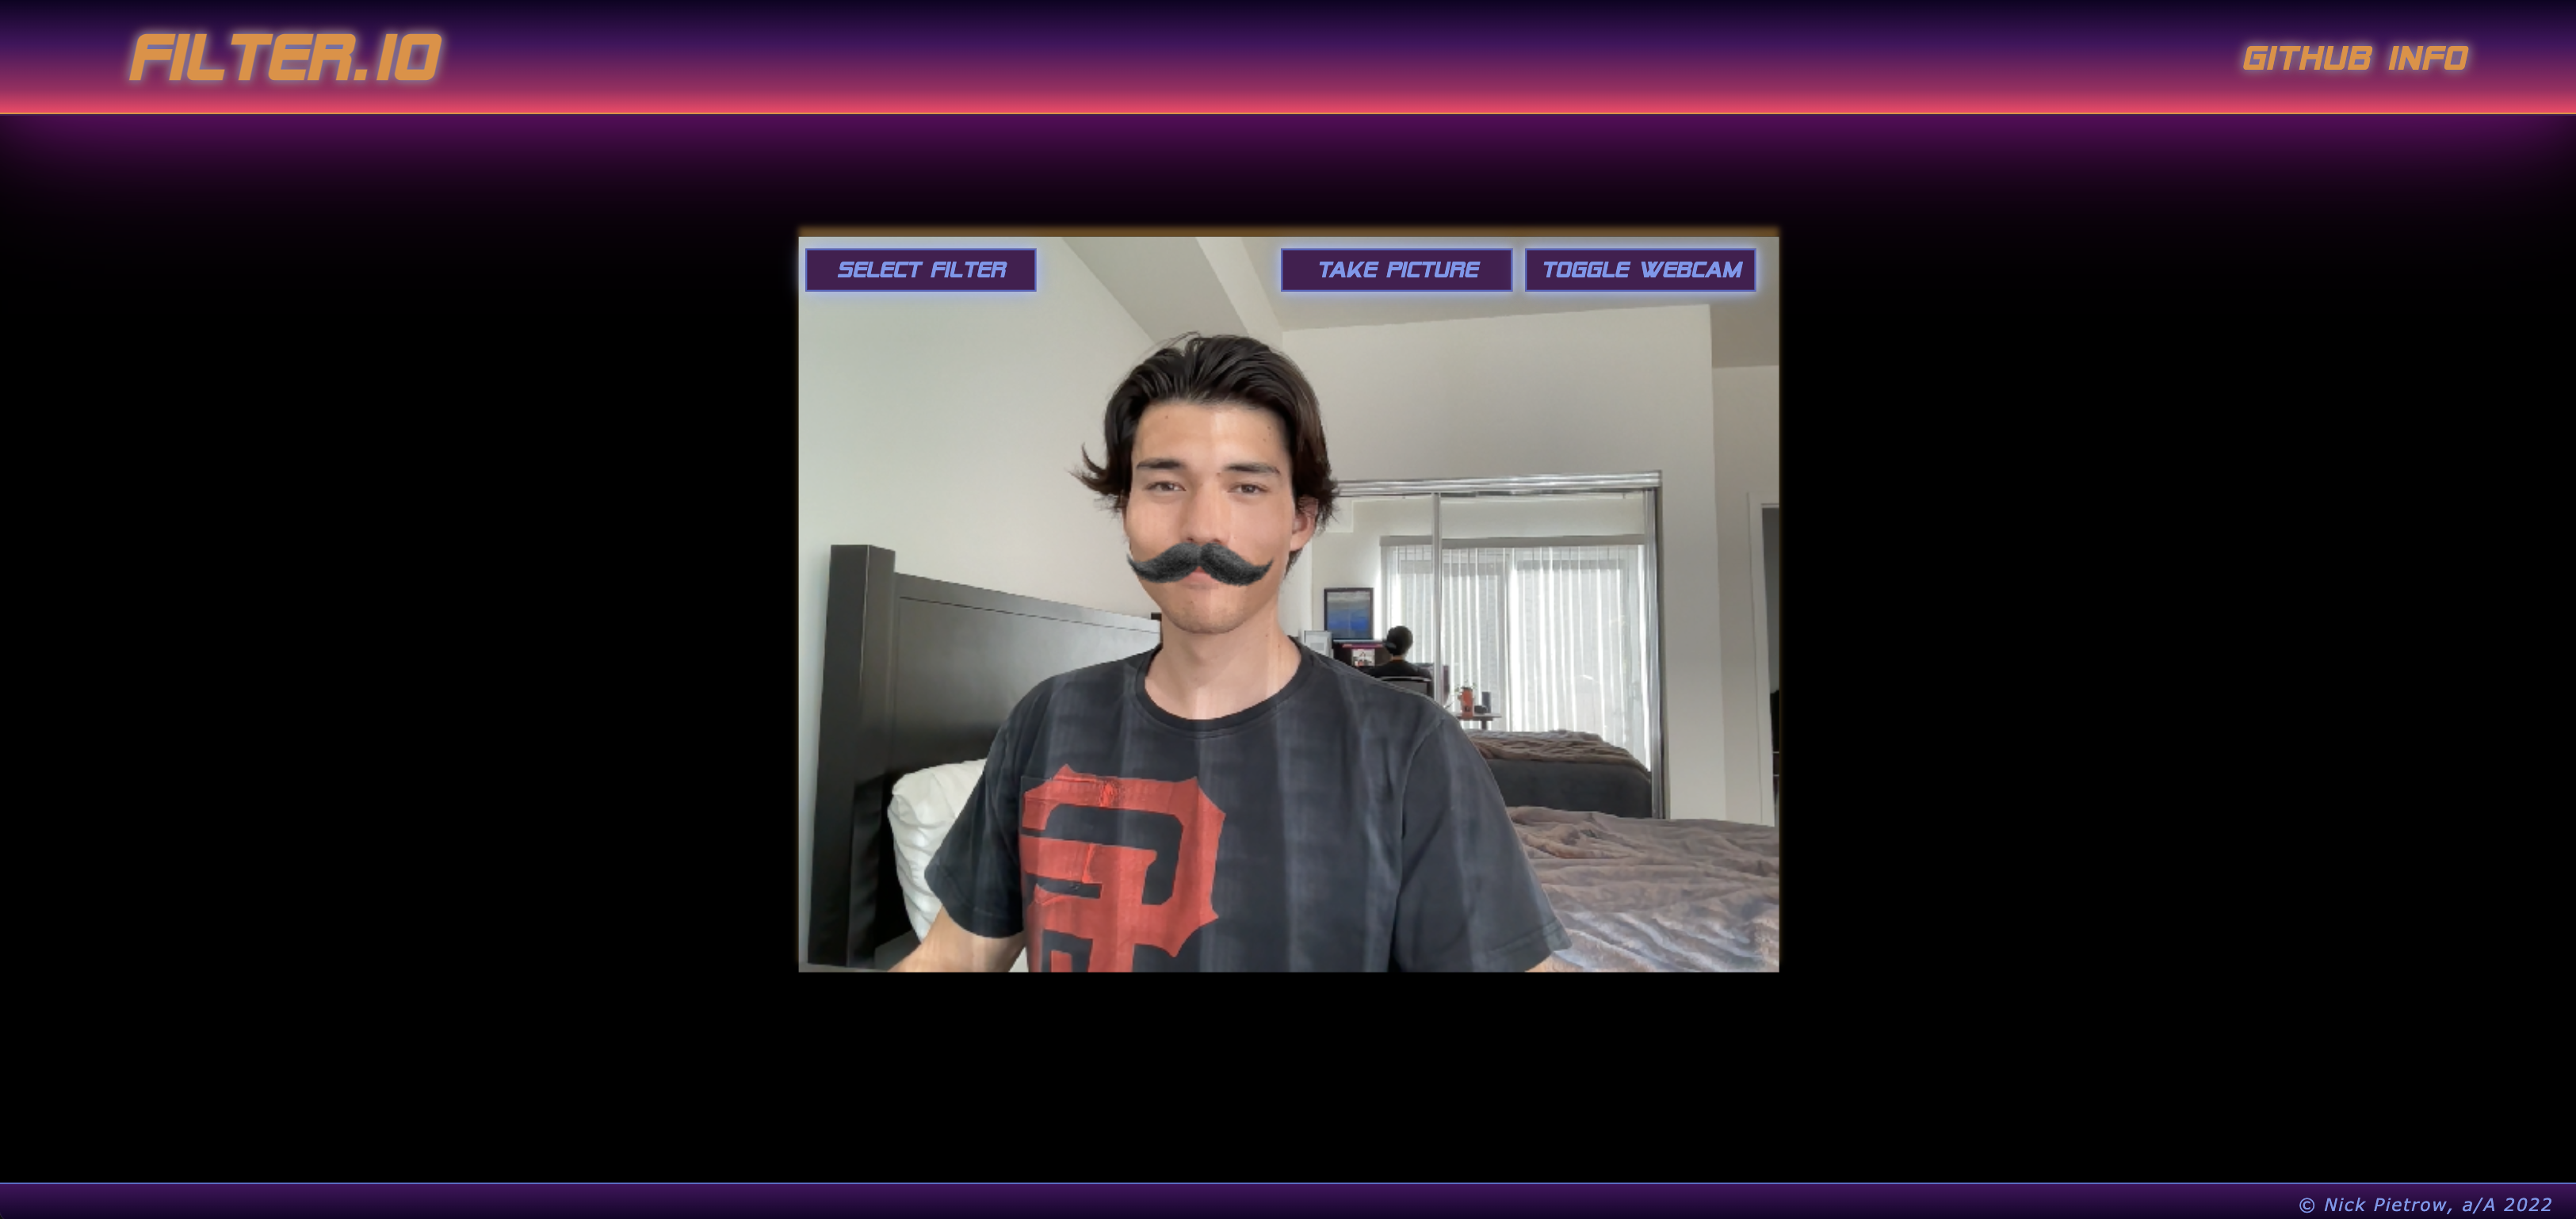 FILTER.IO
GITHUB INFO
SELECT FILTER
TAKE PICTURE
TOGGLE WEBCAM
© Nick Pietrow, a/A 2022